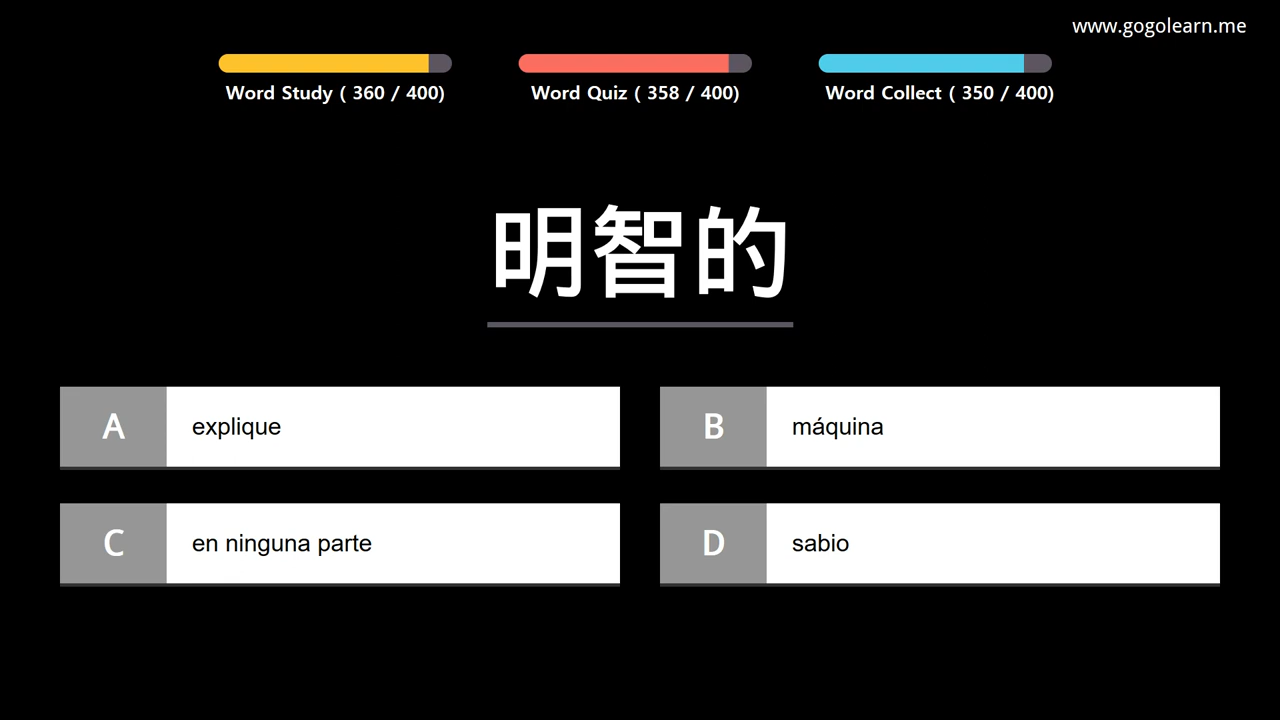 www.gogolearn.me
Word Study ( 360 / 400)
Word Quiz ( 358 / 400)
Word Collect ( 350 / 400)
明智的
A explique
B máquina
C en ninguna parte
D sabio